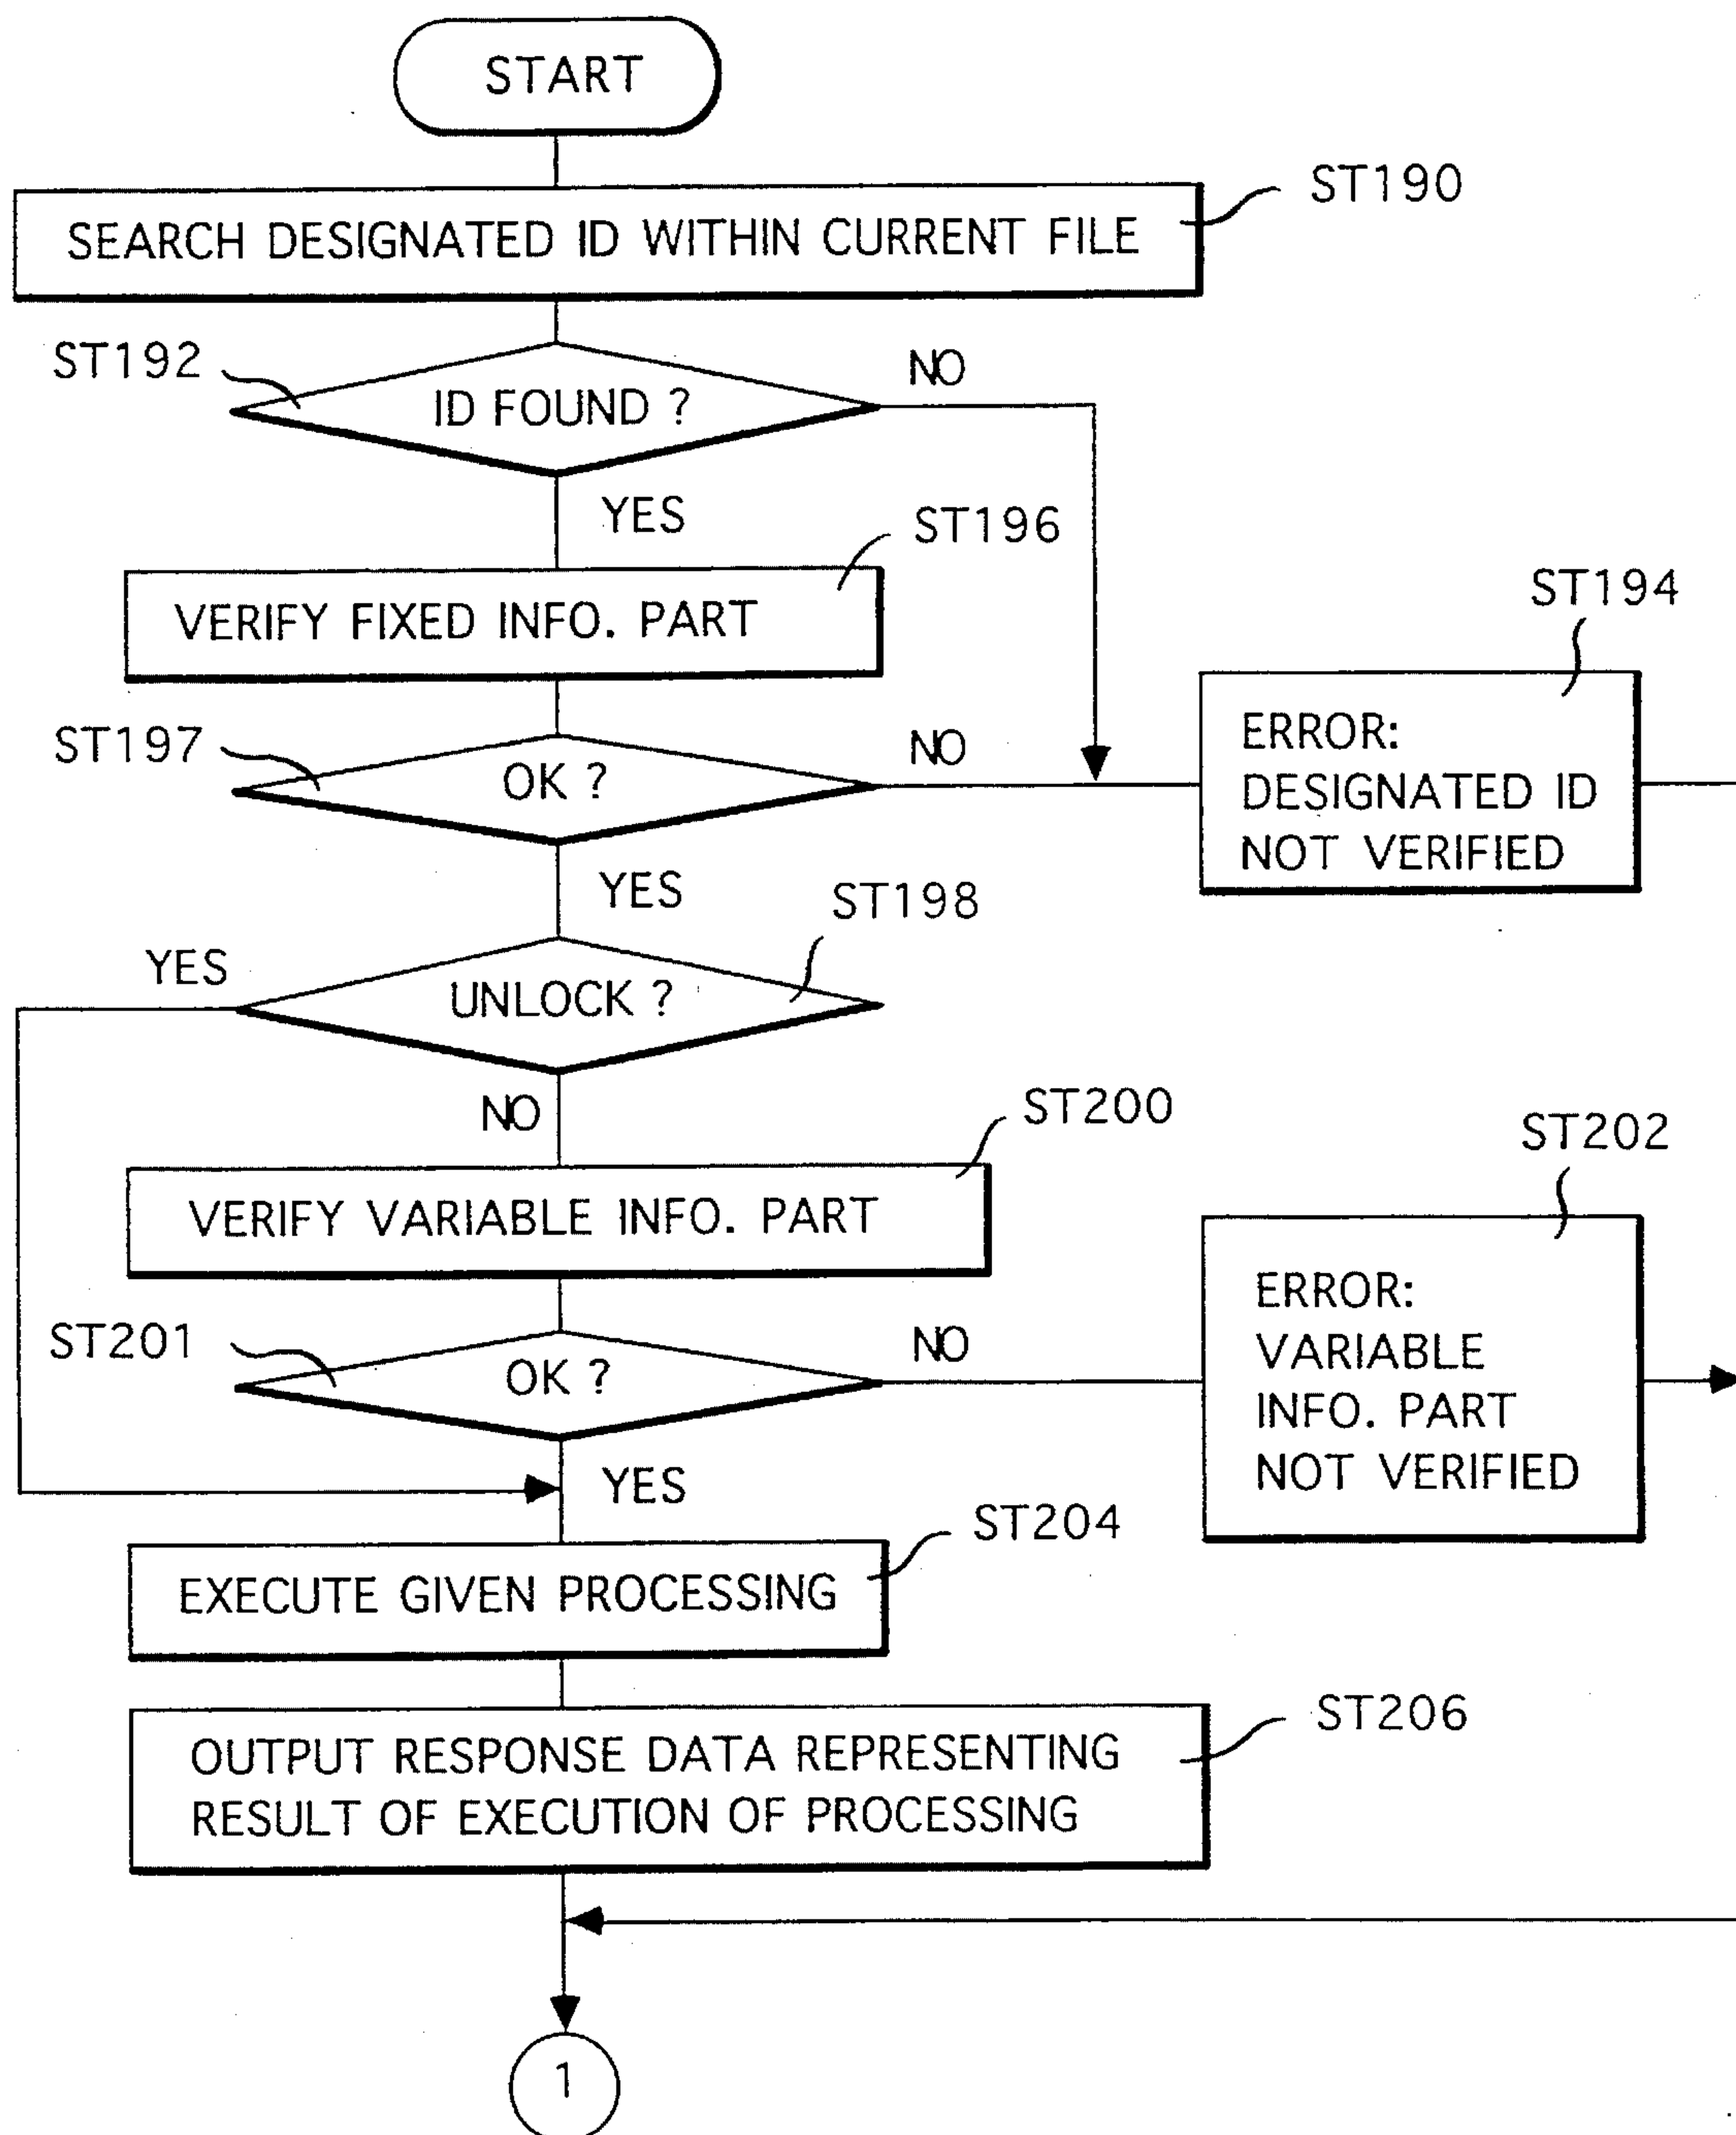 START
ST190
SEARCH DESIGNATED ID WITHIN CURRENT FILE
ST192
ID FOUND ?
NO
YES
ST196
VERIFY FIXED INFO. PART
ST194
ERROR:
DESIGNATED ID
NOT VERIFIED
ST197
OK ?
NO
YES
ST198
YES
UNLOCK ?
NO
ST200
VERIFY VARIABLE INFO. PART
ST202
ERROR:
VARIABLE
INFO. PART
NOT VERIFIED
ST201
OK ?
NO
YES
ST204
EXECUTE GIVEN PROCESSING
ST206
OUTPUT RESPONSE DATA REPRESENTING
RESULT OF EXECUTION OF PROCESSING
1